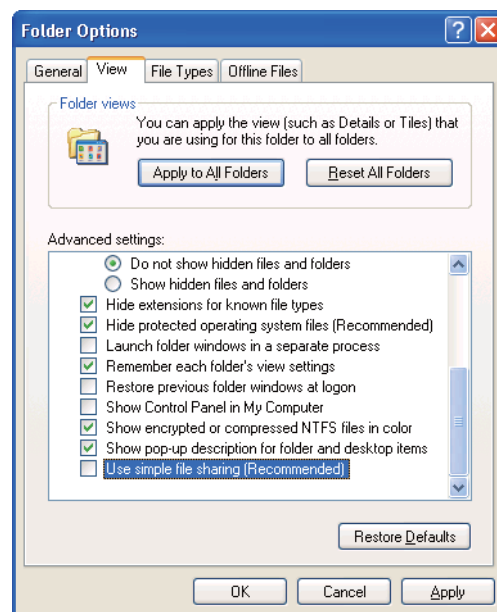 Folder Options
General
View
File Types
Offline Files
Folder views
You can apply the view (such as Details or Tiles) that
you are using for this folder to all folders.
Apply to All Folders
Reset All Folders
Advanced settings:
Do not show hidden files and folders
Show hidden files and folders
Hide extensions for known file types
Hide protected operating system files (Recommended)
Launch folder windows in a separate process
Remember each folder's view settings
Restore previous folder windows at logon
Show Control Panel in My Computer
Show encrypted or compressed NTFS files in color
Show pop-up description for folder and desktop items
Use simple file sharing (Recommended)
Restore Defaults
OK
Cancel
Apply